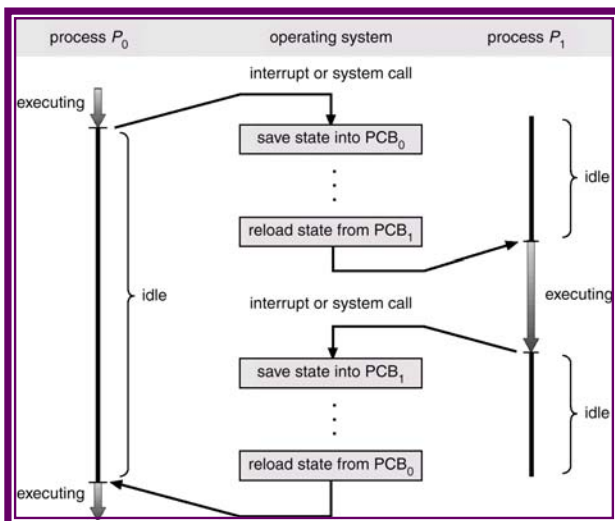 process P0 operating system process P1
interrupt or system call
executing
save state into PCB0
idle
reload state from PCB1
idle
interrupt or system call
executing
save state into PCB1
idle
reload state from PCB0
executing